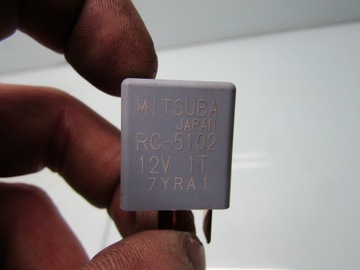 MITSUBA
JAPAN
RC-5102
12V 1T
7YRA1